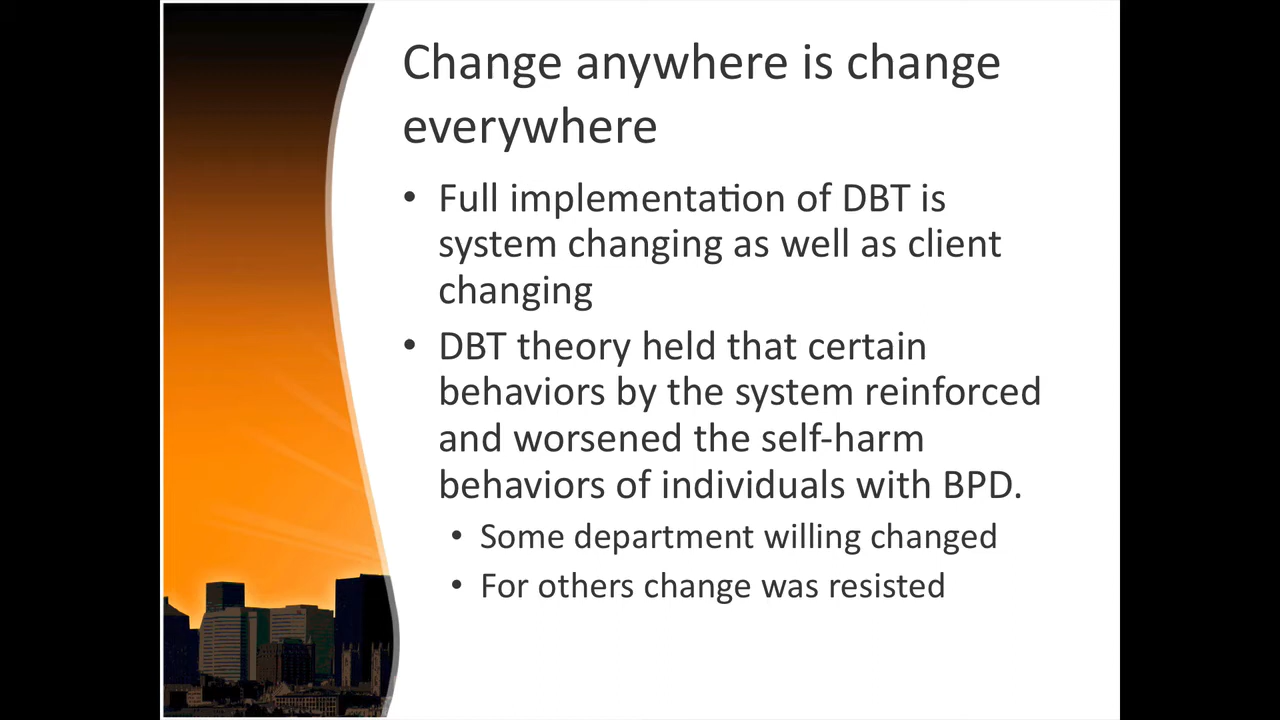 Change anywhere is change
everywhere
• Full implementation of DBT is
system changing as well as client
changing
• DBT theory held that certain
behaviors by the system reinforced
and worsened the self-harm
behaviors of individuals with BPD.
• Some department willing changed
• For others change was resisted